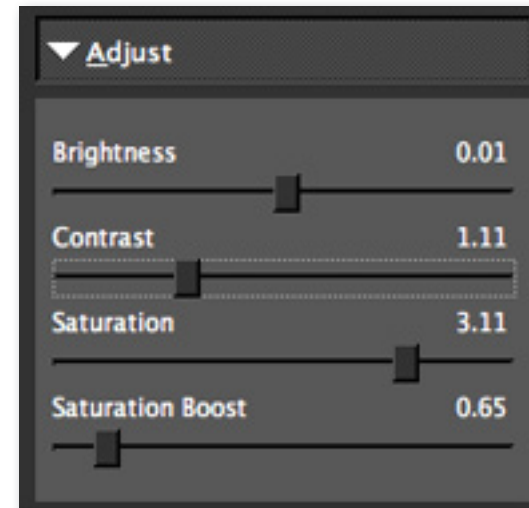 Adjust
Brightness 0.01
Contrast 1.11
Saturation 3.11
Saturation Boost 0.65